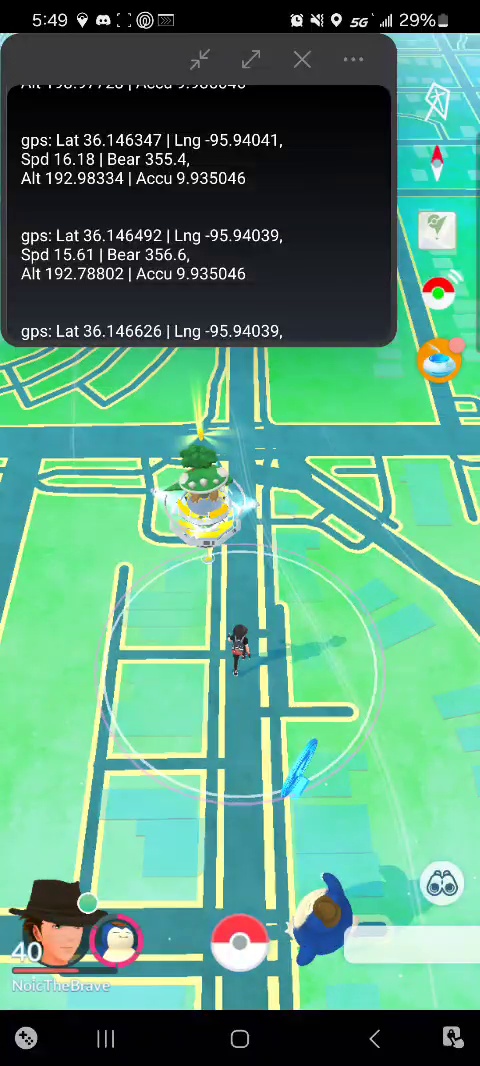 5:49
5G
29%
gps: Lat 36.146347 | Lng -95.94041,
Spd 16.18 | Bear 355.4,
Alt 192.98334 | Accu 9.935046
gps: Lat 36.146492 | Lng -95.94039,
Spd 15.61 | Bear 356.6,
Alt 192.78802 | Accu 9.935046
gps: Lat 36.146626 | Lng -95.94039,
40
NoicTheBrave